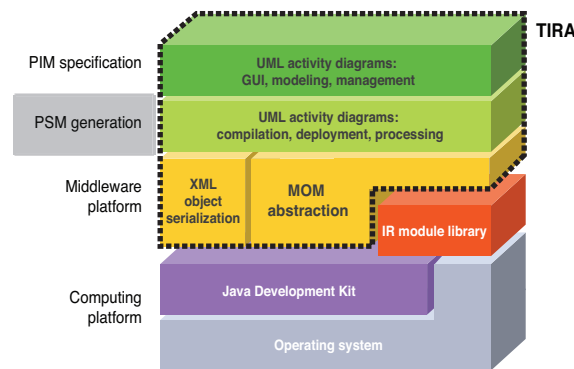 TIRA
PIM specification
UML activity diagrams:
GUI, modeling, management
PSM generation
UML activity diagrams:
compilation, deployment, processing
Middleware
platform
XML
object
serialization
MOM
abstraction
IR module library
Computing
platform
Java Development Kit
Operating system